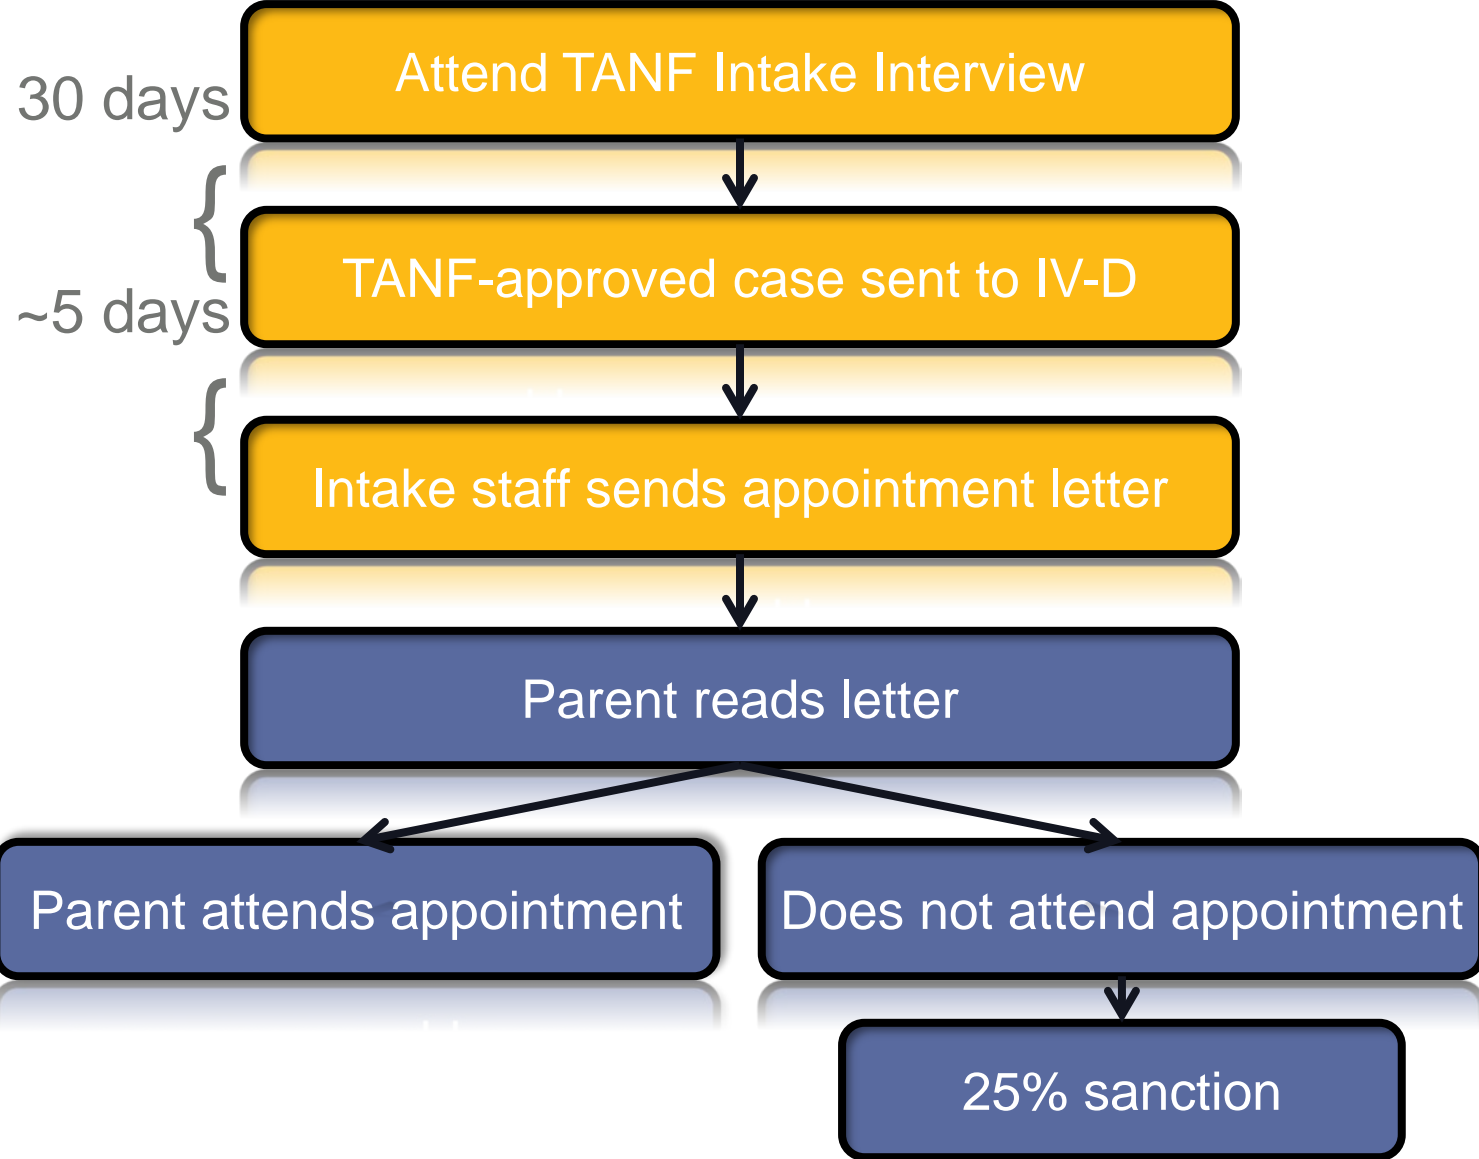 Attend TANF Intake Interview
30 days
TANF-approved case sent to IV-D
~5 days
Intake staff sends appointment letter
Parent reads letter
Parent attends appointment
Does not attend appointment
25% sanction